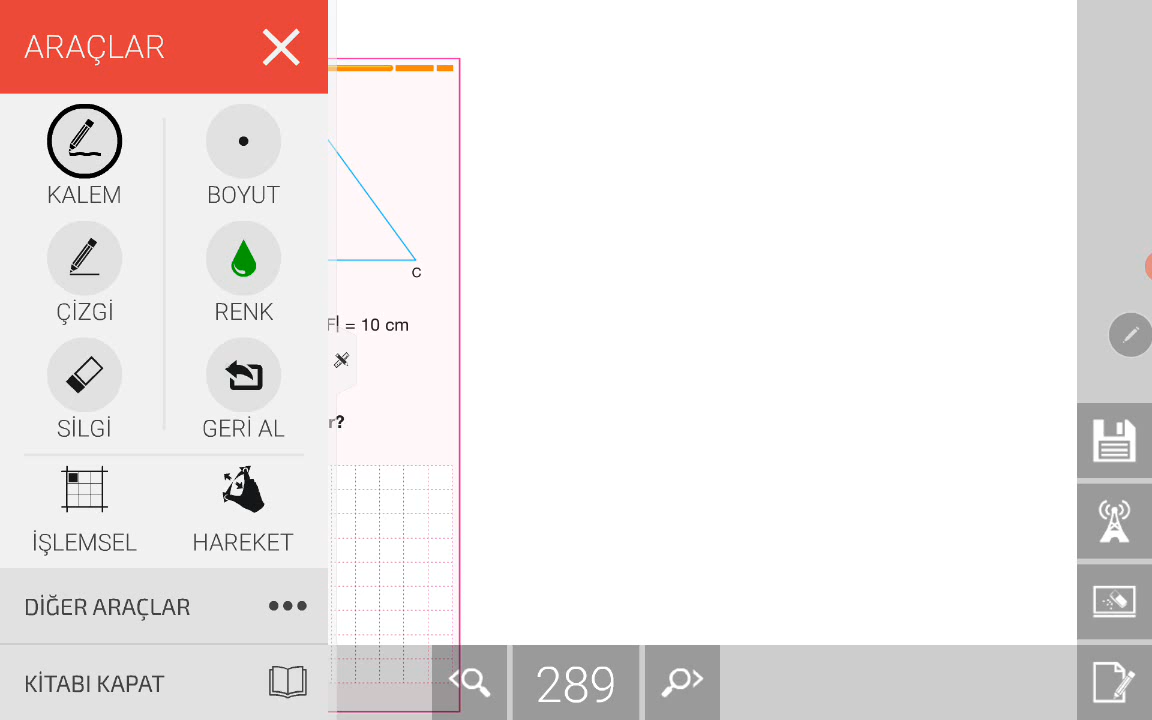 ARAÇLAR
KALEM
BOYUT
ÇİZGİ
RENK
SİLGİ
GERİ AL
İŞLEMSEL
HAREKET
DİĞER ARAÇLAR
KİTABI KAPAT
C
F| = 10 cm
r?
289